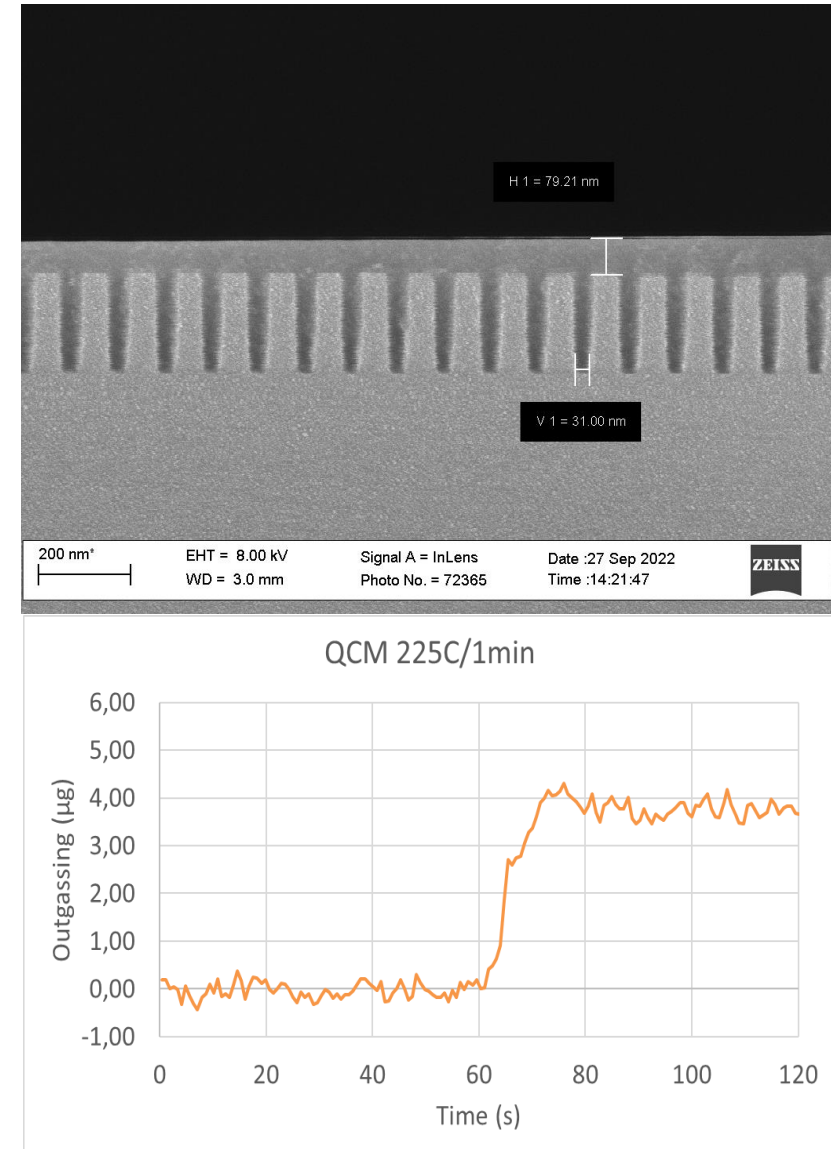 H 1 = 79.21 nm
V 1 = 31.00 nm
200 nm*
EHT = 8.00 kV
Signal A = InLens
Date :27 Sep 2022
WD = 3.0 mm
Photo No. = 72365
Time :14:21:47
ZEISS
QCM 225C/1min
6,00
5,00
4,00
3,00
2,00
1,00
0,00
-1,00
Outgassing (µg)
0 20 40 60 80 100 120
Time (s)